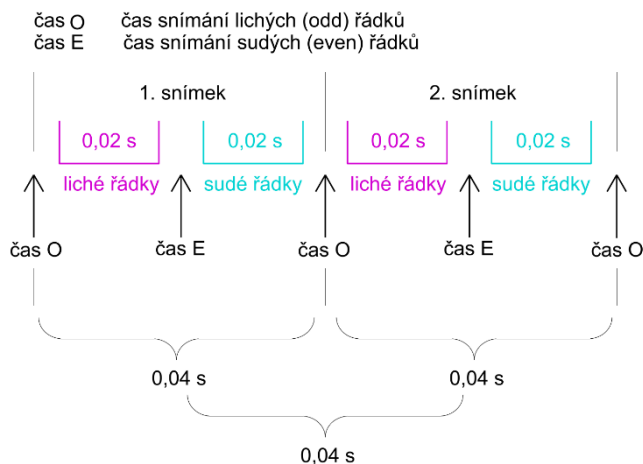 čas O čas snímání lichých (odd) řádků
čas E čas snímání sudých (even) řádků
1. snímek 2. snímek
0,02 s 0,02 s 0,02 s 0,02 s
liché řádky sudé řádky liché řádky sudé řádky
čas O čas E čas O čas E čas O
0,04 s 0,04 s
0,04 s